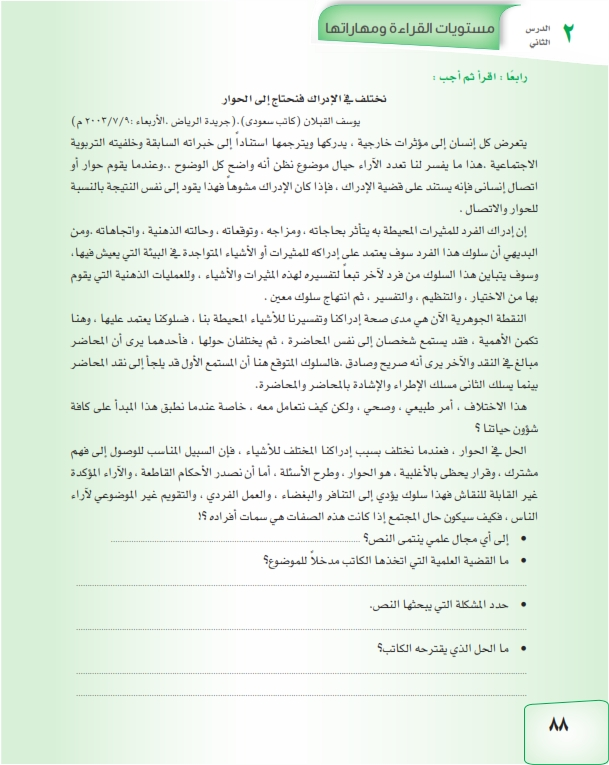 ٢
الدرس
الثاني
مستويات القراءة ومهاراتها
رابعًا : اقرأ ثم أجب :
نختلف في الإدراك فنحتاج إلى الحوار
يوسف القبلان (كاتب سعودى).(جريدة الرياض .الأربعاء :٢٠٠٣/٧/٩ م)
يتعرض كل إنسان إلى مؤثرات خارجية ، يدركها ويترجمها استناداً إلى خبراته السابقة وخلفيته التربوية
الاجتماعية .هذا ما يفسر لنا تعدد الآراء حيال موضوع نظن أنه واضح كل الوضوح ..وعندما يقوم حوار أو
اتصال إنسانى فإنه يستند على قضية الإدراك ، فإذا كان الإدراك مشوهاً فهذا يقود إلى نفس النتيجة بالنسبة
للحوار والاتصال .
إن إدراك الفرد للمثيرات المحيطة به يتأثر بحاجاته ، ومزاجه ، وتوقعاته ، وحالته الذهنية ، واتجاهاته .ومن
البديهي أن سلوك هذا الفرد سوف يعتمد على إدراكه للمثيرات أو الأشياء المتواجدة في البيئة التي يعيش فيها،
وسوف يتباين هذا السلوك من فرد لآخر تبعاً لتفسيره لهذه المثيرات والأشياء ، وللعمليات الذهنية التي يقوم
بها من الاختيار ، والتنظيم ، والتفسير ، ثم انتهاج سلوك معين .
النقطة الجوهرية الآن هي مدى صحة إدراكنا وتفسيرنا للأشياء المحيطة بنا ، فسلوكنا يعتمد عليها ، وهنا
تكمن الأهمية ، فقد يستمع شخصان إلى نفس المحاضرة ، ثم يختلفان حولها ، فأحدهما يرى أن المحاضر
مبالغ في النقد والآخر يرى أنه صريح وصادق .فالسلوك المتوقع هنا أن المستمع الأول قد يلجأ إلى نقد المحاضر
بينما يسلك الثانى مسلك الإطراء والإشادة بالمحاضر والمحاضرة.
هذا الاختلاف ، أمر طبيعي ، وصحي ، ولكن كيف نتعامل معه ، خاصة عندما نطبق هذا المبدأ على كافة
شؤون حياتنا ؟
الحل في الحوار ، فعندما نختلف بسبب إدراكنا المختلف للأشياء ، فإن السبيل المناسب للوصول إلى فهم
مشترك ، وقرار يحظى بالأغلبية ، هو الحوار ، وطرح الأسئلة ، أما أن نصدر الأحكام القاطعة ، والآراء المؤكدة
غير القابلة للنقاش فهذا سلوك يؤدي إلى التنافر والبغضاء ، والعمل الفردي ، والتقويم غير الموضوعي لآراء
الناس ، فكيف سيكون حال المجتمع إذا كانت هذه الصفات هي سمات أفراده ؟!
• إلى أي مجال علمي ينتمى النص؟ ................................................
• ما القضية العلمية التي اتخذها الكاتب مدخلاً للموضوع؟
• حدد المشكلة التي يبحثها النص.
• ما الحل الذي يقترحه الكاتب؟
٨٨